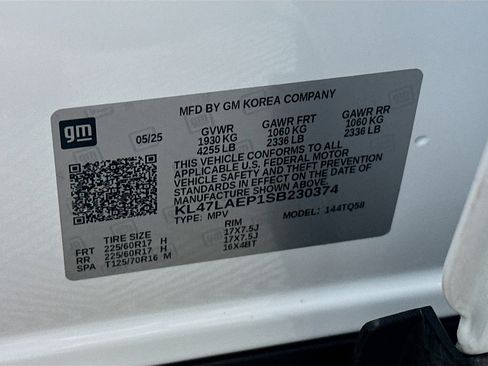 MFD BY GM KOREA COMPANY
gm
05/25
GVWR GAWR FRT GAWR RR
1930 KG 1060 KG 1060 KG
4255 LB 2336 LB 2336 LB
THIS VEHICLE CONFORMS TO ALL
APPLICABLE U.S. FEDERAL MOTOR
VEHICLE SAFETY AND THEFT PREVENTION
STANDARDS IN EFFECT ON THE DATE OF
MANUFACTURE SHOWN ABOVE.
KL47LAEP1SB230374
TYPE: MPV MODEL: 144TQ58
TIRE SIZE RIM
FRT 225/60R17 H 17X7.5J
RR 225/60R17 H 17X7.5J
SPA T125/70R16 M 16X4BT